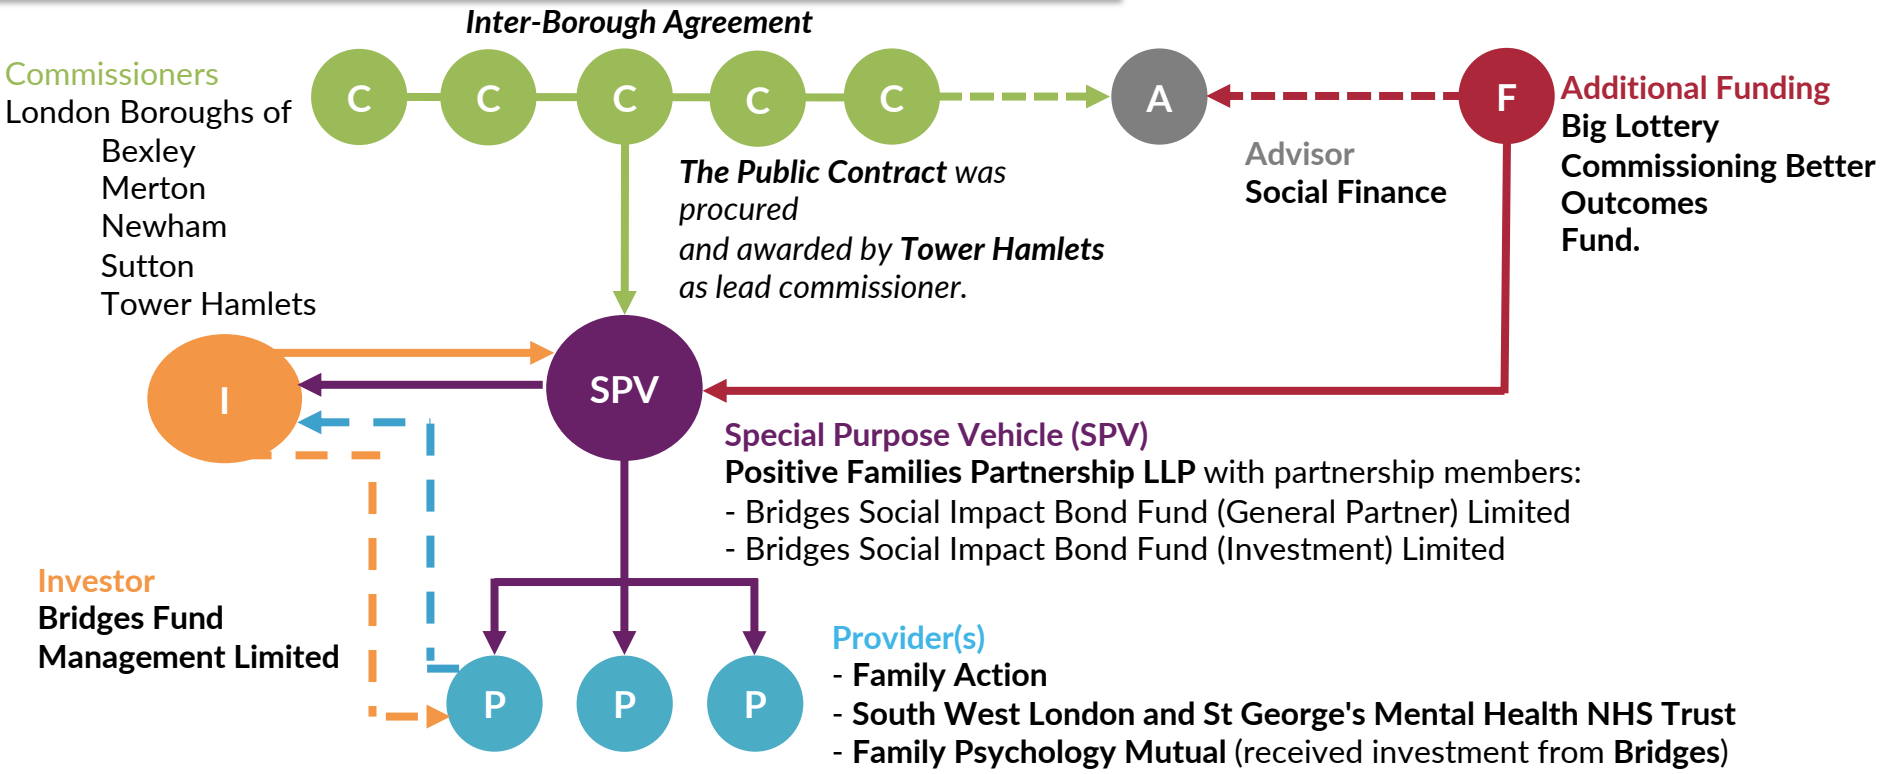 Inter-Borough Agreement
Commissioners
London Boroughs of
Bexley
Merton
Newham
Sutton
Tower Hamlets
C
C
C
C
C
A
F
Additional Funding
Big Lottery
Commissioning Better
Outcomes
Fund.
Advisor
Social Finance
The Public Contract was
procured
and awarded by Tower Hamlets
as lead commissioner.
I
SPV
Special Purpose Vehicle (SPV)
Positive Families Partnership LLP with partnership members:
- Bridges Social Impact Bond Fund (General Partner) Limited
- Bridges Social Impact Bond Fund (Investment) Limited
Investor
Bridges Fund
Management Limited
P
P
P
Provider(s)
- Family Action
- South West London and St George's Mental Health NHS Trust
- Family Psychology Mutual (received investment from Bridges)